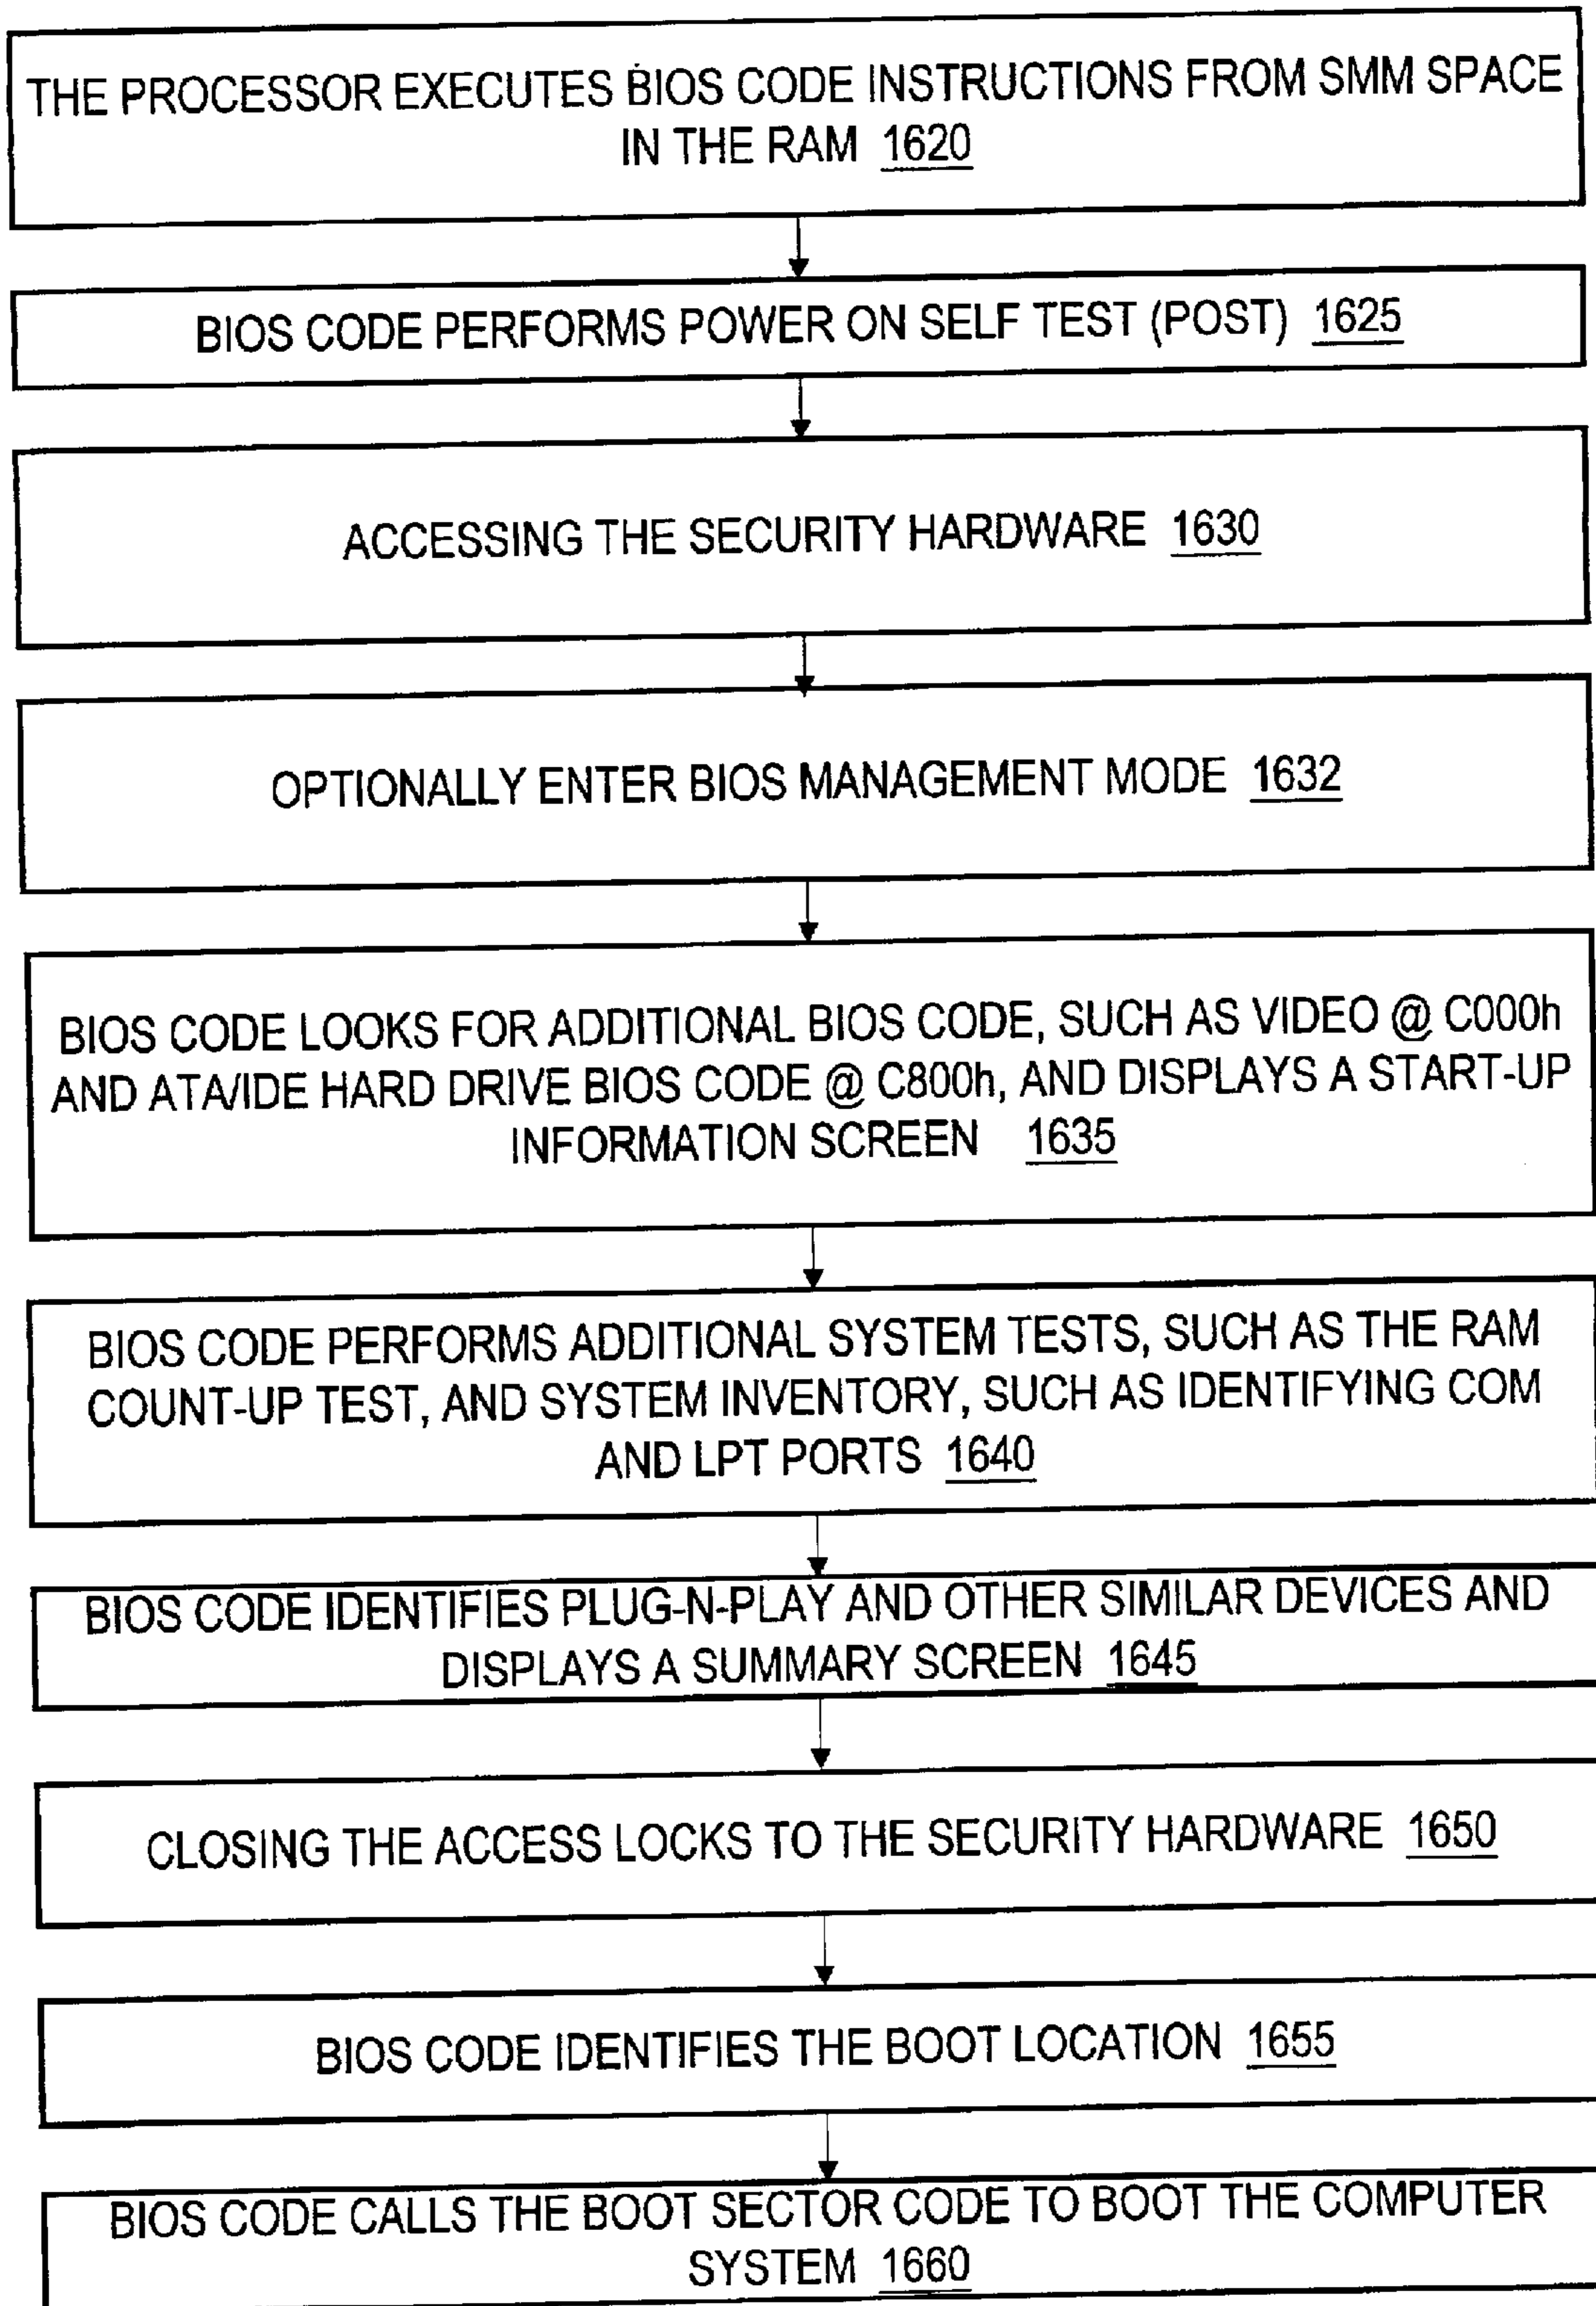 THE PROCESSOR EXECUTES BIOS CODE INSTRUCTIONS FROM SMM SPACE
IN THE RAM 1620
BIOS CODE PERFORMS POWER ON SELF TEST (POST) 1625
ACCESSING THE SECURITY HARDWARE 1630
OPTIONALLY ENTER BIOS MANAGEMENT MODE 1632
BIOS CODE LOOKS FOR ADDITIONAL BIOS CODE, SUCH AS VIDEO @ C000h
AND ATA/IDE HARD DRIVE BIOS CODE @ C800h, AND DISPLAYS A START-UP
INFORMATION SCREEN 1635
BIOS CODE PERFORMS ADDITIONAL SYSTEM TESTS, SUCH AS THE RAM
COUNT-UP TEST, AND SYSTEM INVENTORY, SUCH AS IDENTIFYING COM
AND LPT PORTS 1640
BIOS CODE IDENTIFIES PLUG-N-PLAY AND OTHER SIMILAR DEVICES AND
DISPLAYS A SUMMARY SCREEN 1645
CLOSING THE ACCESS LOCKS TO THE SECURITY HARDWARE 1650
BIOS CODE IDENTIFIES THE BOOT LOCATION 1655
BIOS CODE CALLS THE BOOT SECTOR CODE TO BOOT THE COMPUTER
SYSTEM 1660